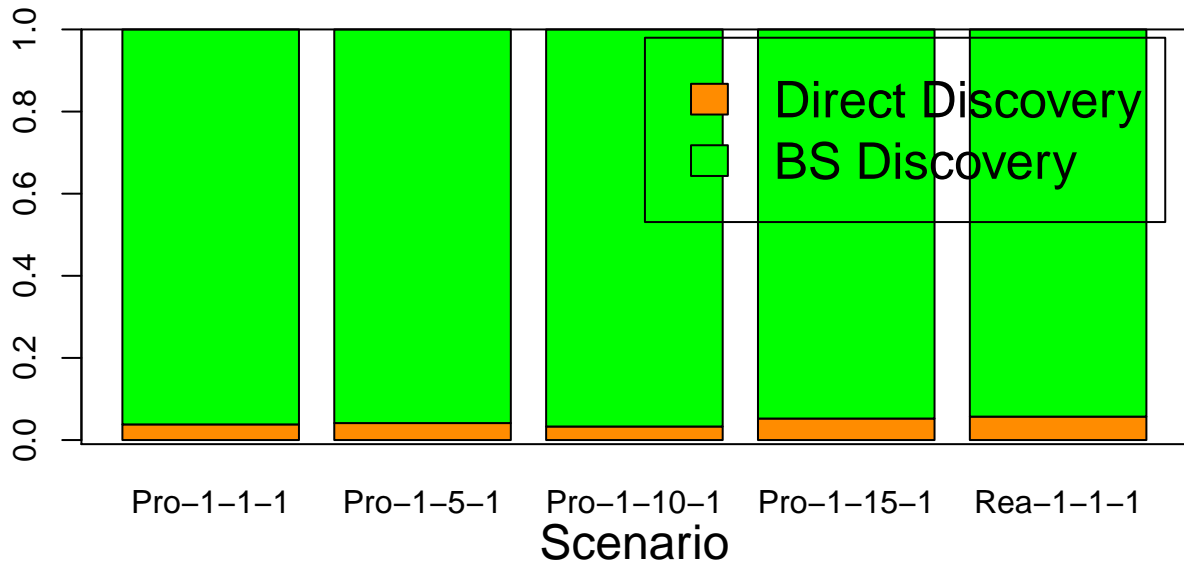 1.0
0.8
0.6
0.4
0.2
0.0
Direct Discovery
BS Discovery
Pro−1−1−1 Pro−1−5−1 Pro−1−10−1 Pro−1−15−1 Rea−1−1−1
Scenario